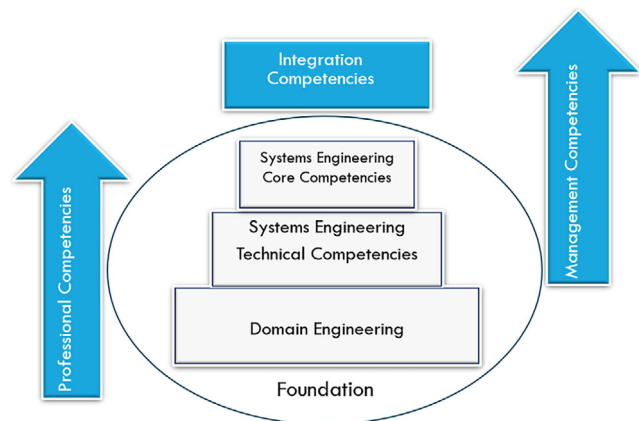 Integration
Competencies
Systems Engineering
Core Competencies
Systems Engineering
Technical Competencies
Domain Engineering
Foundation
Professional Competencies
Management Competencies